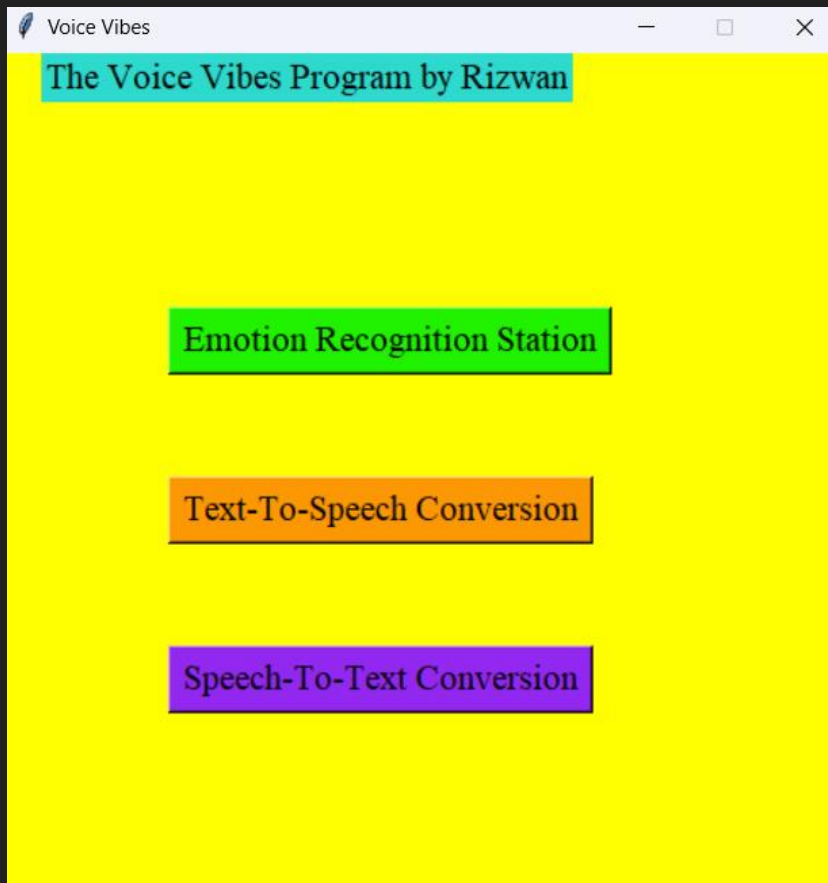 Voice Vibes
The Voice Vibes Program by Rizwan
Emotion Recognition Station
Text-To-Speech Conversion
Speech-To-Text Conversion